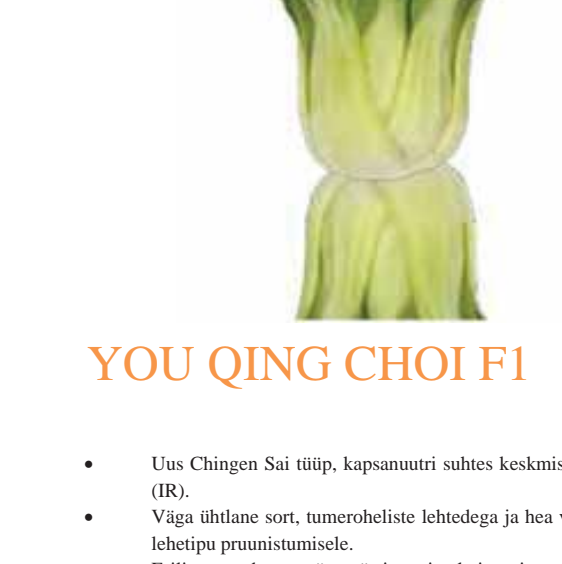 YOU QING CHOI F1
• Uus Chingen Sai tüüp, kapsanuutri suhtes
(IR).
• Väga ühtlane sort, tumeroheliste lehtedega ja hea
lehetipu pruunistumisele.